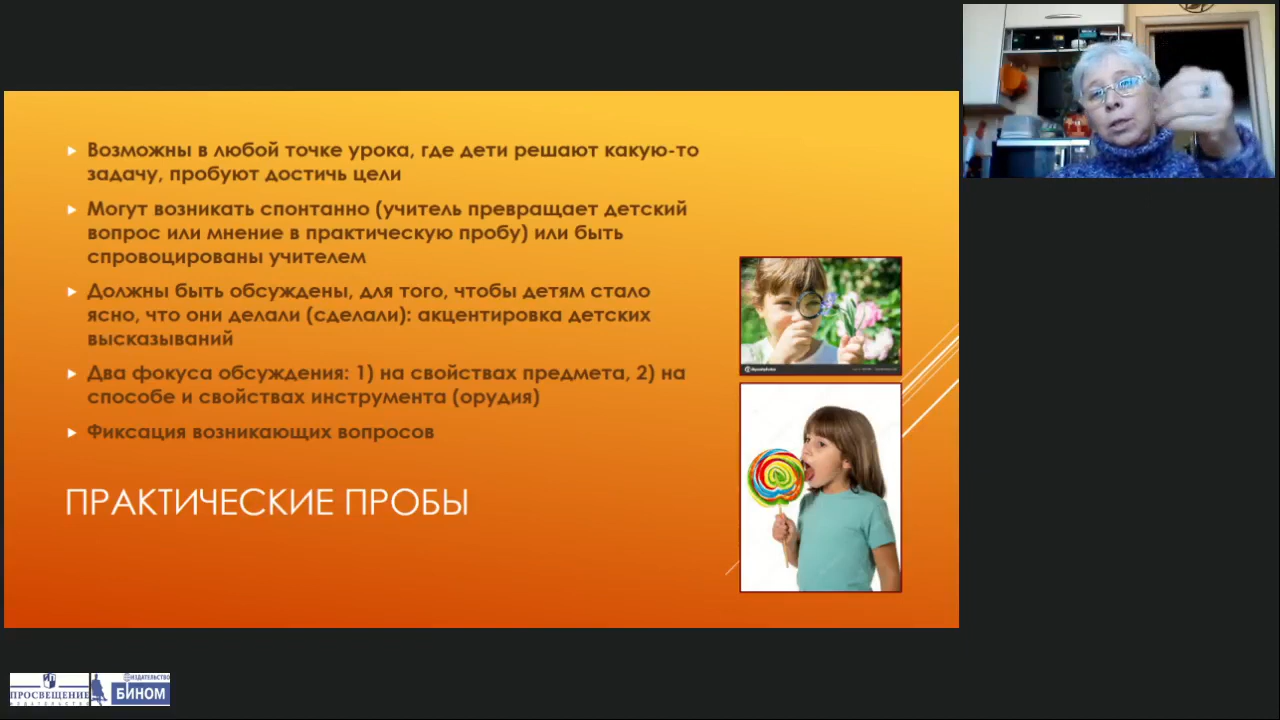 Возможны в любой точке урока, где дети решают какую-то
задачу, пробуют достичь цели
Могут возникать спонтанно (учитель превращает детский
вопрос или мнение в практическую пробу) или быть
спровоцированы учителем
Должны быть обсуждены, для того, чтобы детям стало
ясно, что они делали (сделали): акцентировка детских
высказываний
Два фокуса обсуждения: 1) на свойствах предмета, 2) на
способе и свойствах инструмента (орудия)
Фиксация возникающих вопросов
ПРАКТИЧЕСКИЕ ПРОБЫ
ПРОСВЕЩЕНИЕ
ИЗДАТЕЛЬСТВО
ИЗДАТЕЛЬСТВО
БИНОМ